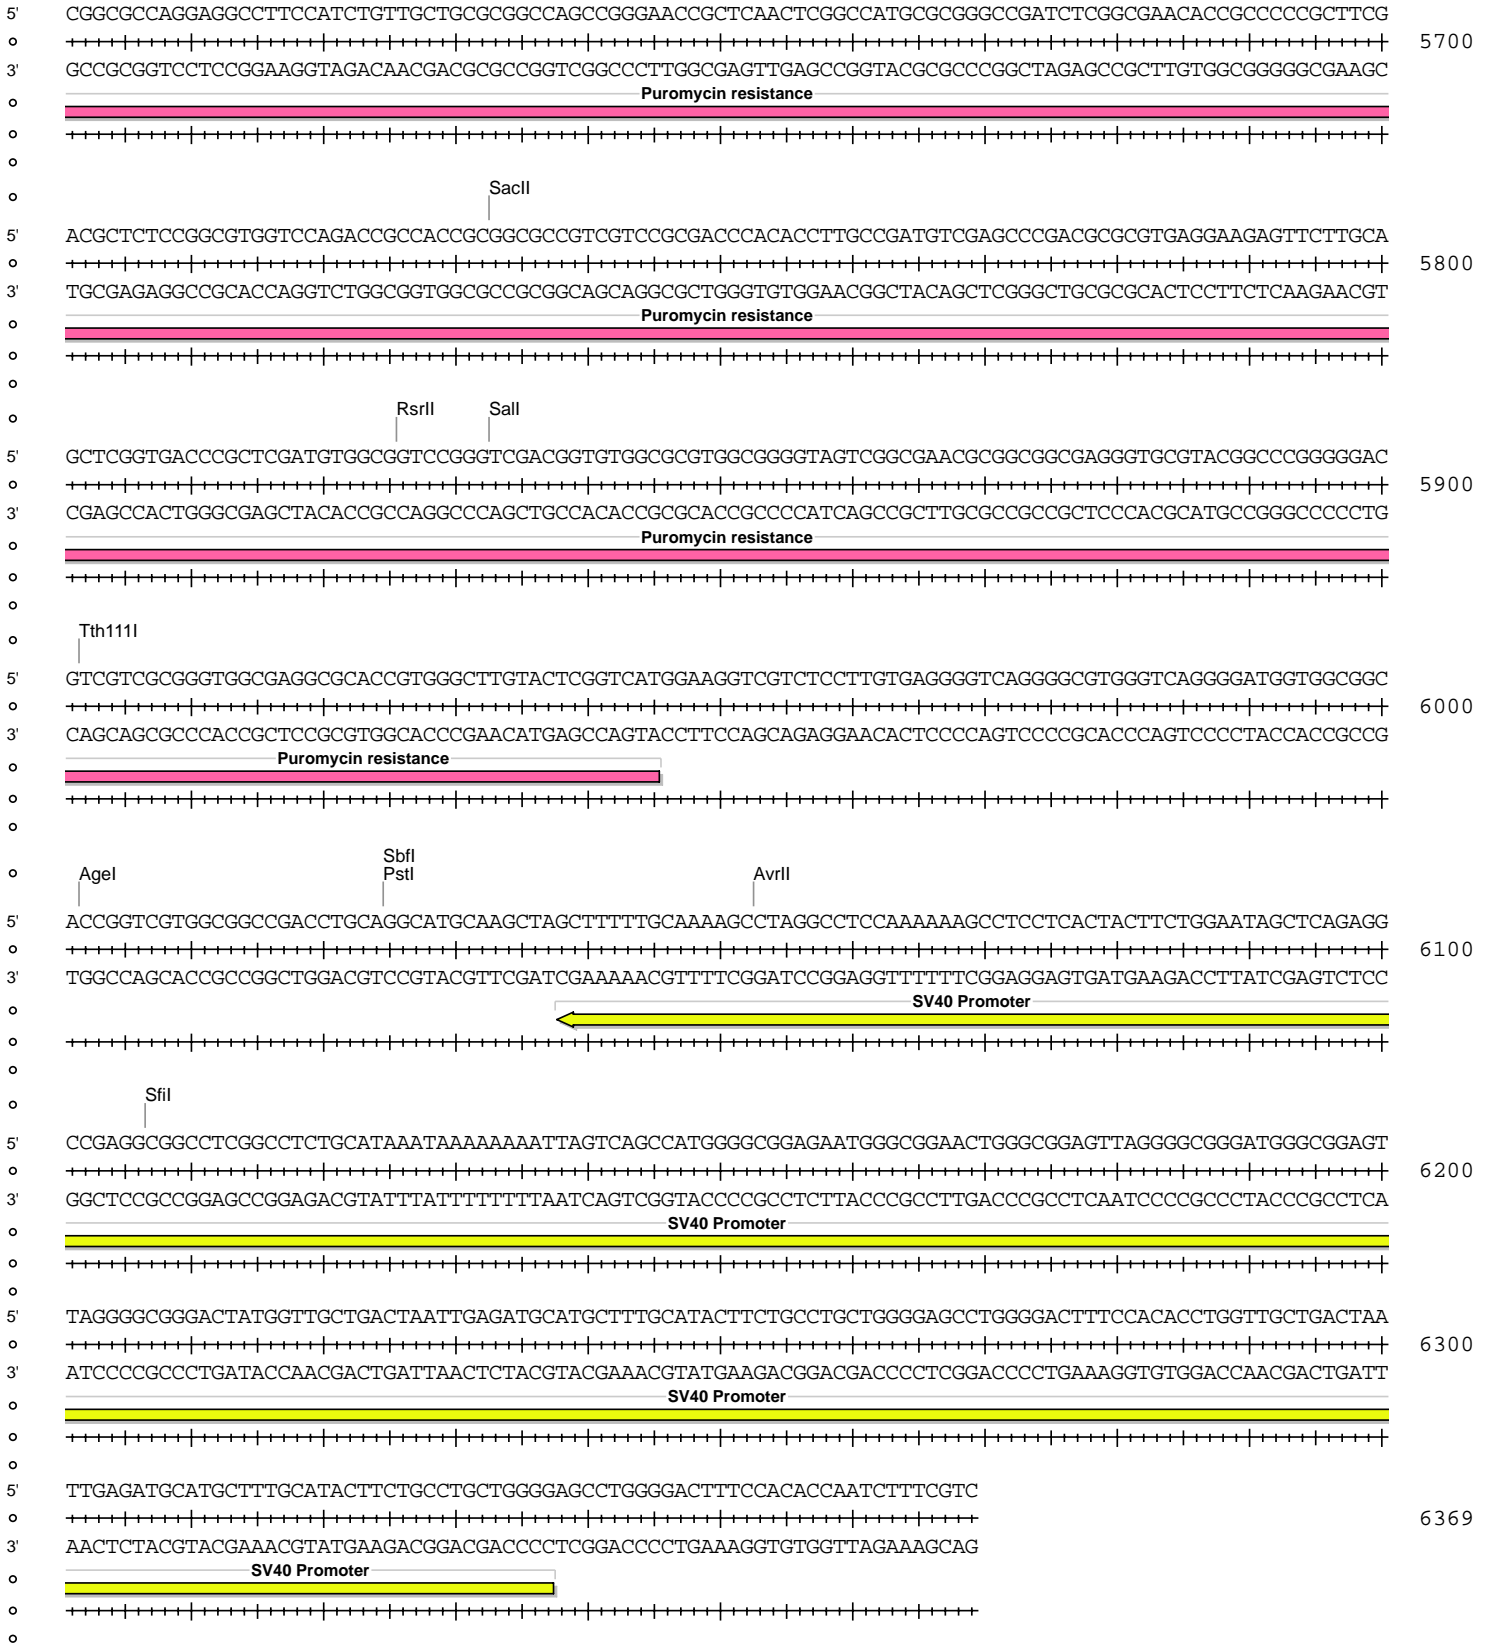 5' CGGCGCCAGGAGGCCTTCCATCTGTTGCTGCGCGGCCAGCCGGGAACCGCTCAACTCGGCCATGCGCGGGCCGATCTCGGCGAACACCGCCCCCGCTTCG
5700
3' GCCGCGGTCCTCCGGAAGGTAGACAACGACGCGCCGGTCGGCCCTTGGCGAGTTGAGCCGGTACGCGCCCGGCTAGAGCCGCTTGTGGCGGGGGCGAAGC
Puromycin resistance
SacII
5' ACGCTCTCCGGCGTGGTCCAGACCGCCACCGCGGCGCCGTCGTCCGCGACCCACACCTTGCCGATGTCGAGCCCGACGCGCGTGAGGAAGAGTTCTTGCA
5800
3' TGCGAGAGGCCGCACCAGGTCTGGCGGTGGCGCCGCGGCAGCAGGCGCTGGGTGTGGAACGGCTACAGCTCGGGCTGCGCGCACTCCTTCTCAAGAACGT
Puromycin resistance
RsrII SalI
5' GCTCGGTGACCCGCTCGATGTGGCGGTCCGGGTCGACGGTGTGGCGCGTGGCGGGGTAGTCGGCGAACGCGGCGGCGAGGGTGCGTACGGCCCGGGGGAC
5900
3' CGAGCCACTGGGCGAGCTACACCGCCAGGCCCAGCTGCCACACCGCGCACCGCCCCATCAGCCGCTTGCGCCGCCGCTCCCACGCATGCCGGGCCCCCTG
Puromycin resistance
Tth111I
5' GTCGTCGCGGGTGGCGAGGCGCACCGTGGGCTTGTACTCGGTCATGGAAGGTCGTCTCCTTGTGAGGGGTCAGGGGCGTGGGTCAGGGGATGGTGGCGGC
6000
3' CAGCAGCGCCCACCGCTCCGCGTGGCACCCGAACATGAGCCAGTACCTTCCAGCAGAGGAACACTCCCCAGTCCCCGCACCCAGTCCCCTACCACCGCCG
Puromycin resistance
SbfI
AgeI PstI AvrII
5' ACCGGTCGTGGCGGCCGACCTGCAGGCATGCAAGCTAGCTTTTTGCAAAAGCCTAGGCCTCCAAAAAAGCCTCCTCACTACTTCTGGAATAGCTCAGAGG
6100
3' TGGCCAGCACCGCCGGCTGGACGTCCGTACGTTCGATCGAAAAACGTTTTCGGATCCGGAGGTTTTTTCGGAGGAGTGATGAAGACCTTATCGAGTCTCC
SV40 Promoter
SfiI
5' CCGAGGCGGCCTCGGCCTCTGCATAAATAAAAAAAATTAGTCAGCCATGGGGCGGAGAATGGGCGGAACTGGGCGGAGTTAGGGGCGGGATGGGCGGAGT
6200
3' GGCTCCGCCGGAGCCGGAGACGTATTTATTTTTTTTAATCAGTCGGTACCCCGCCTCTTACCCGCCTTGACCCGCCTCAATCCCCGCCCTACCCGCCTCA
SV40 Promoter
5' TAGGGGCGGGACTATGGTTGCTGACTAATTGAGATGCATGCTTTGCATACTTCTGCCTGCTGGGGAGCCTGGGGACTTTCCACACCTGGTTGCTGACTAA
6300
3' ATCCCCGCCCTGATACCAACGACTGATTAACTCTACGTACGAAACGTATGAAGACGGACGACCCCTCGGACCCCTGAAAGGTGTGGACCAACGACTGATT
SV40 Promoter
5' TTGAGATGCATGCTTTGCATACTTCTGCCTGCTGGGGAGCCTGGGGACTTTCCACACCAATCTTTCGTC
6369
3' AACTCTACGTACGAAACGTATGAAGACGGACGACCCCTCGGACCCCTGAAAGGTGTGGTTAGAAAGCAG
SV40 Promoter